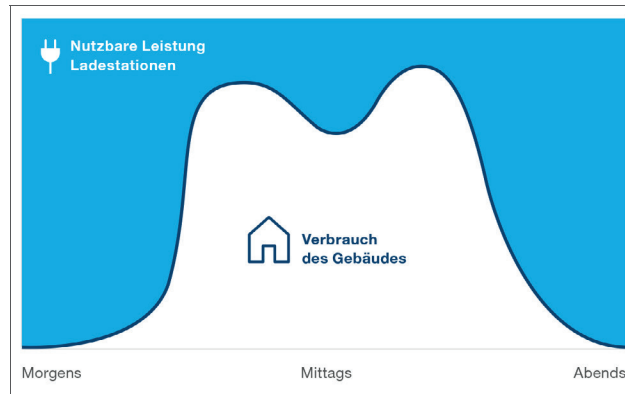 Nutzbare Leistung
Ladestationen
Verbrauch
des Gebäudes
Morgens
Mittags
Abends